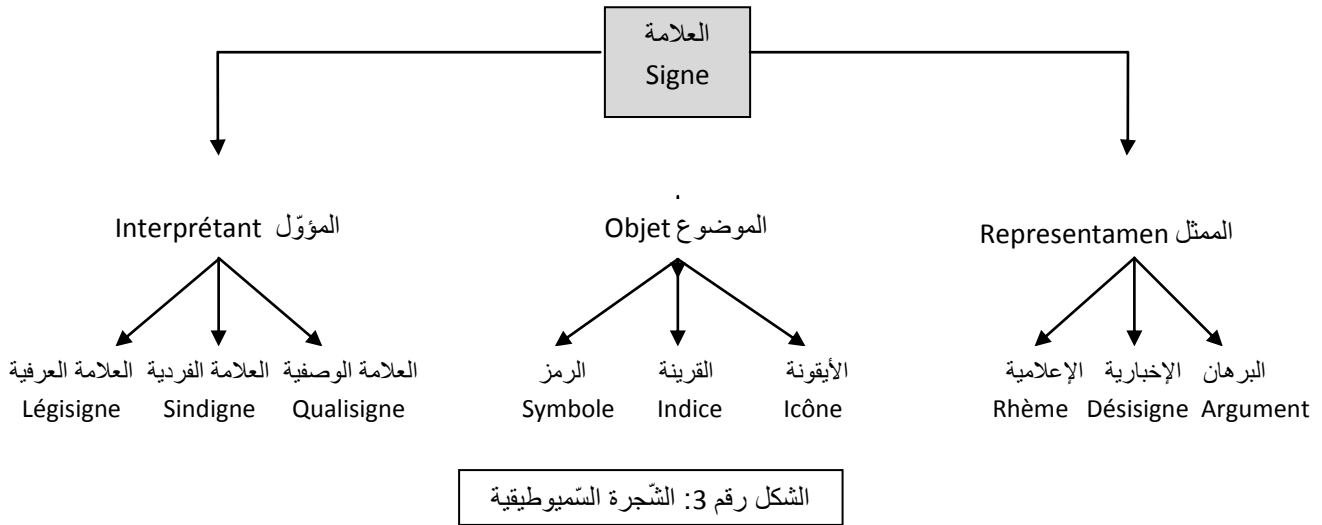 العلامة
Signe
الممثل Representamen
الموضوع Objet
المؤوّل Interprétant
البرهان الإخبارية الإعلامية
Rhème Désisigne Argument
الأيقونة القرينة الرمز
Symbole Indice Icône
العلامة الوصفية العلامة الفردية العلامة العرفية
Légisigne Sindigne Qualisigne
الشكل رقم 3: الشّجرة السّميوطيقية